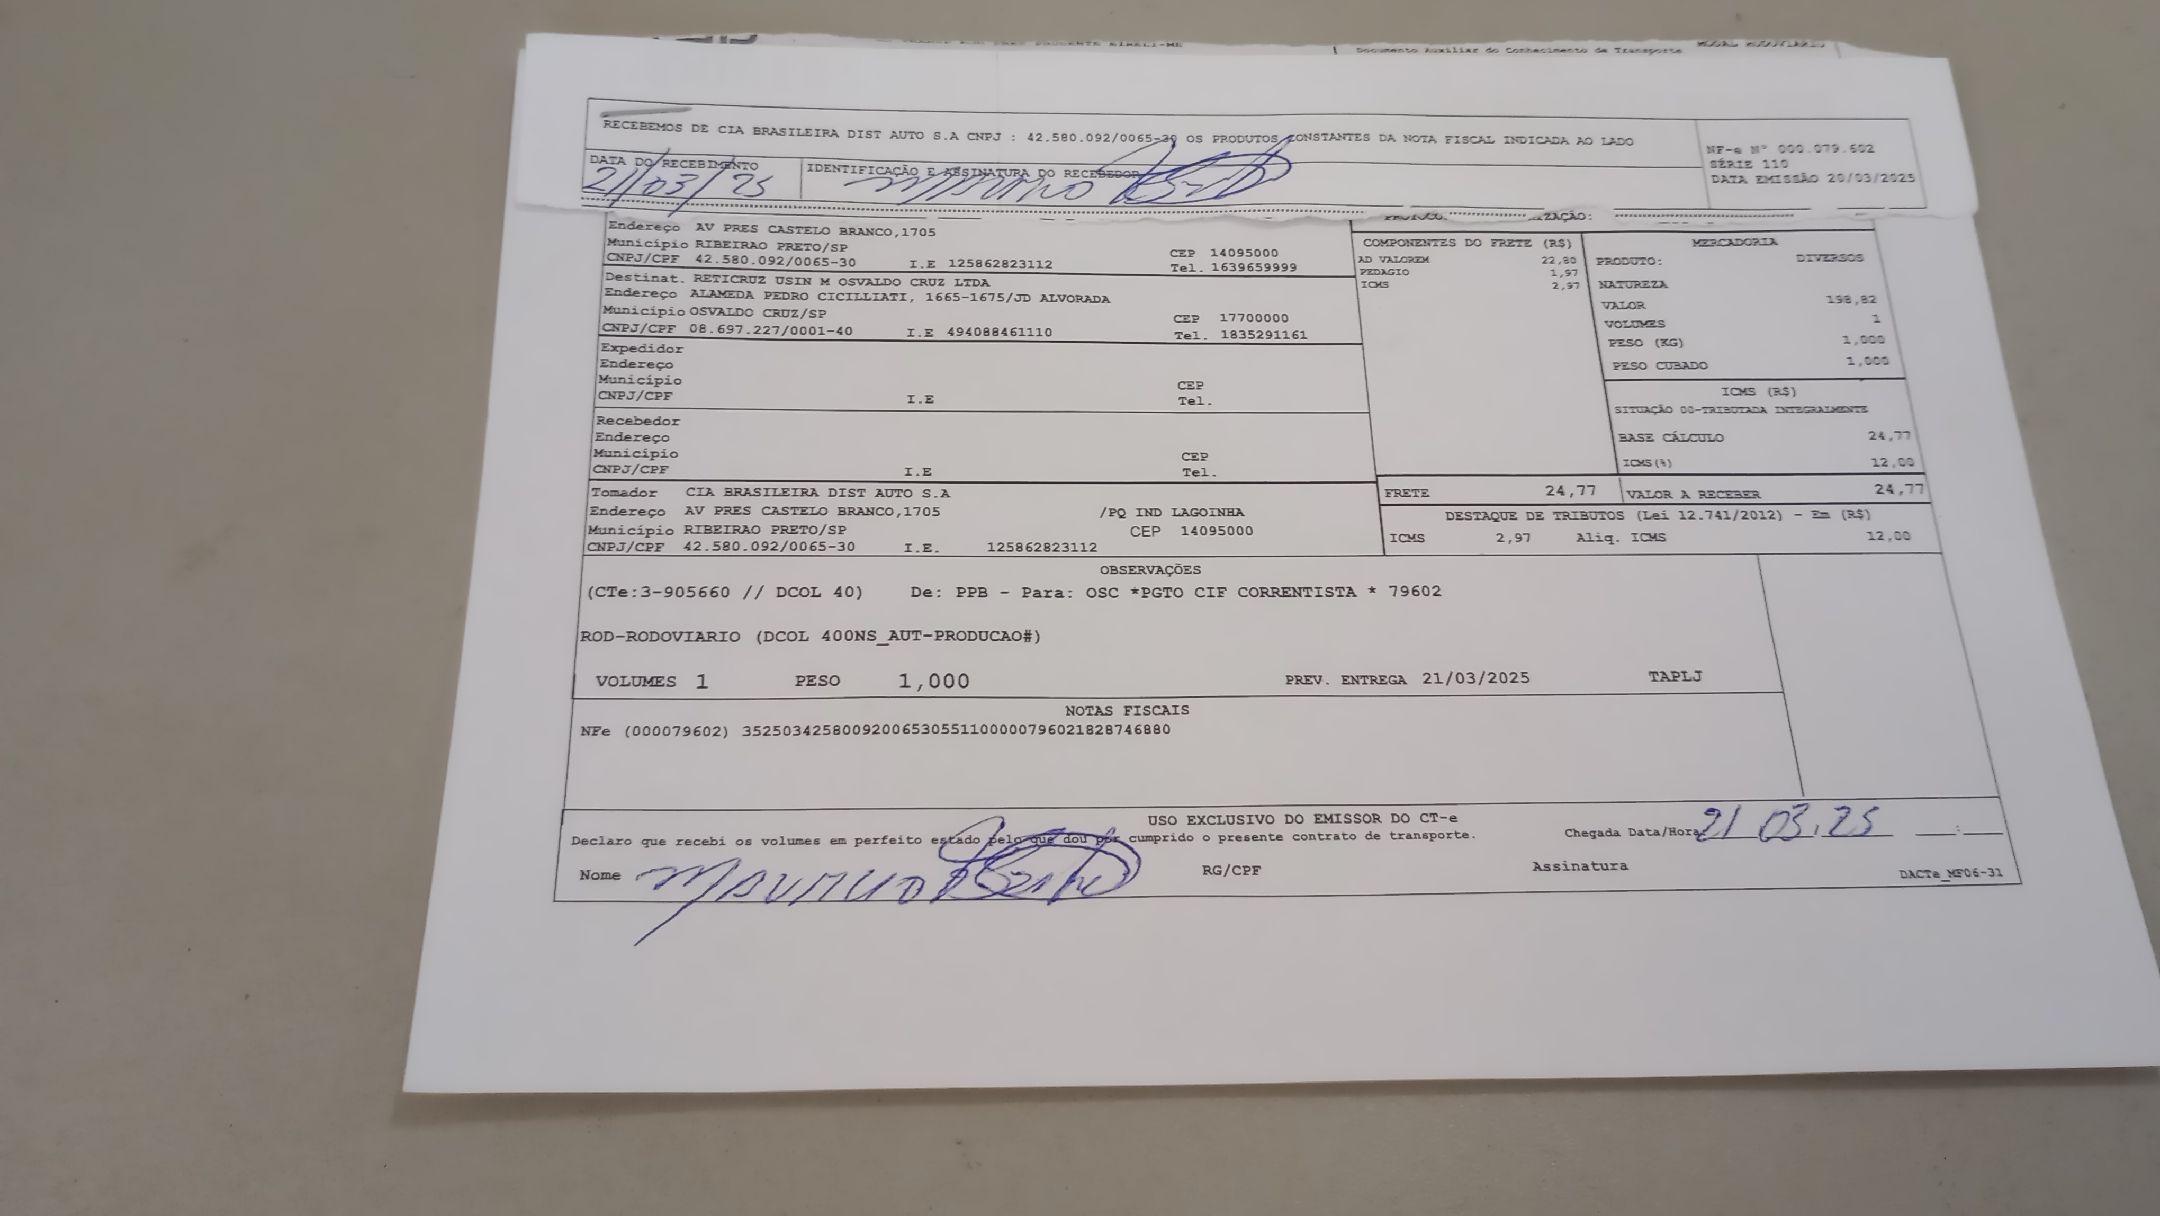 Documento Auxiliar do Conhecimento de Transporte
RECEBEMOS DE CIA BRASILEIRA DIST AUTO S.A CNPJ : 42.580.092/0065-30 OS PRODUTOS CONSTANTES DA NOTA FISCAL INDICADA AO LADO
NF-e Nº 000.079.602
SÉRIE 110
DATA EMISSÃO 20/03/2025
DATA DO RECEBIMENTO
21/03/25
IDENTIFICAÇÃO E ASSINATURA DO RECEBEDOR
Endereço AV PRES CASTELO BRANCO,1705
Município RIBEIRAO PRETO/SP CEP 14095000
CNPJ/CPF 42.580.092/0065-30 I.E 125862823112 Tel. 1639659999
Destinat. RETICRUZ USIN M OSVALDO CRUZ LTDA
Endereço ALAMEDA PEDRO CICILLIATI, 1665-1675/JD ALVORADA
Município OSVALDO CRUZ/SP CEP 17700000
CNPJ/CPF 08.697.227/0001-40 I.E 494088461110 Tel. 1835291161
Expedidor
Endereço
Município CEP
CNPJ/CPF I.E Tel.
Recebedor
Endereço
Município CEP
CNPJ/CPF I.E Tel.
Tomador CIA BRASILEIRA DIST AUTO S.A
Endereço AV PRES CASTELO BRANCO,1705 /PQ IND LAGOINHA
Município RIBEIRAO PRETO/SP CEP 14095000
CNPJ/CPF 42.580.092/0065-30 I.E. 125862823112
COMPONENTES DO FRETE (R$)
AD VALOREM 22,80
PEDAGIO 1,97
ICMS 2,97
MERCADORIA
PRODUTO: DIVERSOS
NATUREZA
VALOR 198,82
VOLUMES 1
PESO (KG) 1,000
PESO CUBADO 1,000
ICMS (R$)
SITUAÇÃO 00-TRIBUTADA INTEGRALMENTE
BASE CÁLCULO 24,77
ICMS(%) 12,00
FRETE 24,77 VALOR A RECEBER 24,77
DESTAQUE DE TRIBUTOS (Lei 12.741/2012) - Em (R$)
ICMS 2,97 Aliq. ICMS 12,00
OBSERVAÇÕES
(CTe:3-905660 // DCOL 40) De: PPB - Para: OSC *PGTO CIF CORRENTISTA * 79602
ROD-RODOVIARIO (DCOL 400NS_AUT-PRODUCAO#)
VOLUMES 1 PESO 1,000 PREV. ENTREGA 21/03/2025 TAPLJ
NOTAS FISCAIS
NFe (000079602) 35250342580092006530551100000796021828746880
USO EXCLUSIVO DO EMISSOR DO CT-e
Declaro que recebi os volumes em perfeito estado pelo que dou por cumprido o presente contrato de transporte. Chegada Data/Hora 21 03.25
Nome RG/CPF Assinatura
DACTe_MF06-31